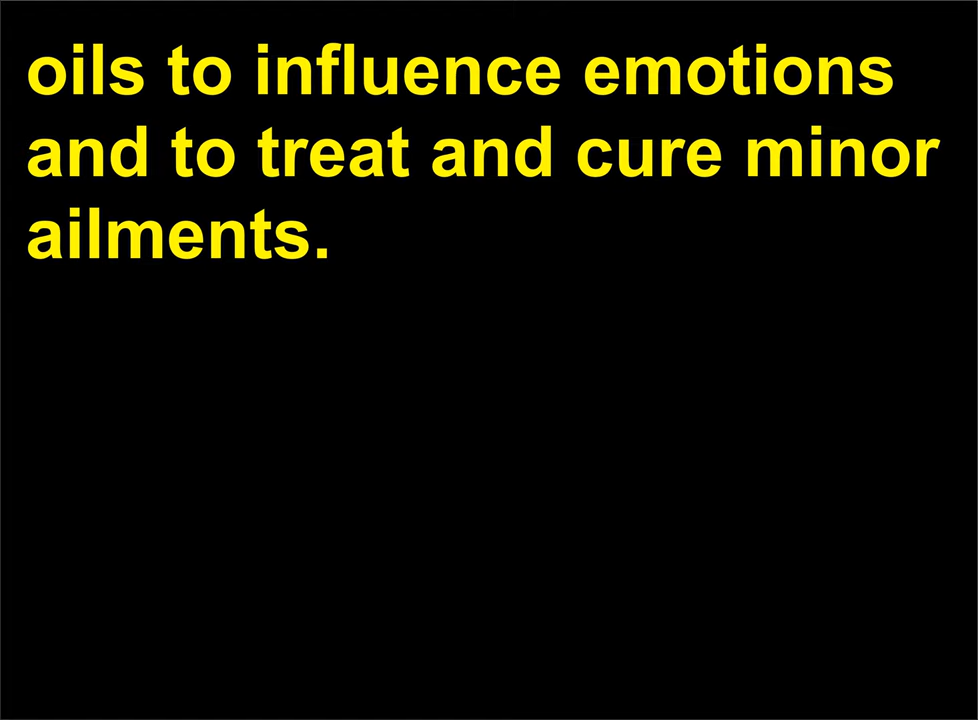 oils to influence emotions
and to treat and cure minor
ailments.